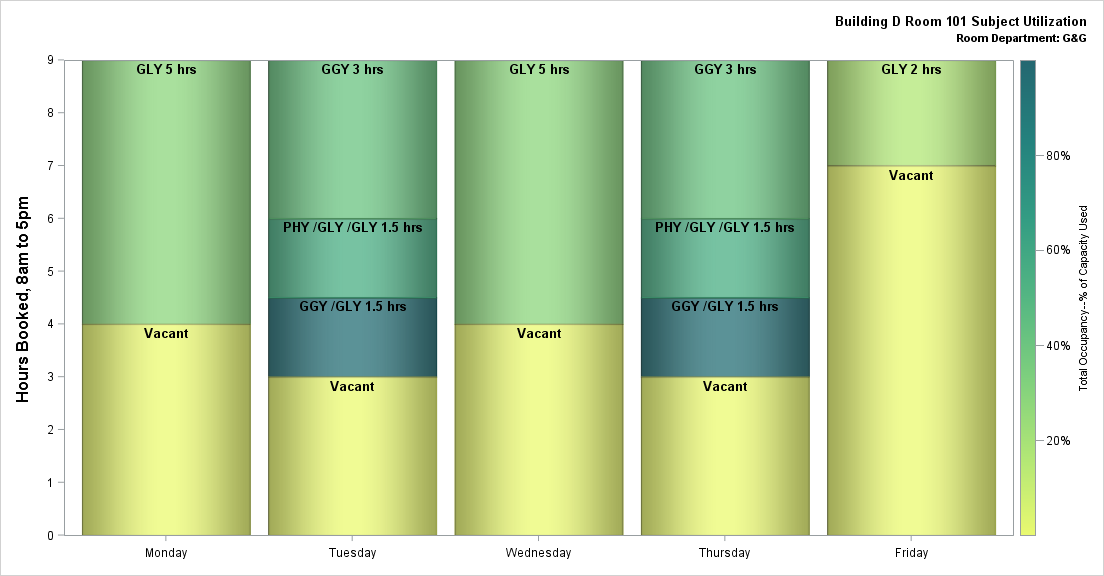 Building D Room 101 Subject Utilization
Room Department: G&G
Hours Booked, 8am to 5pm
9
8
7
6
5
4
3
2
1
0
GLY 5 hrs
Vacant
GGY 3 hrs
PHY /GLY /GLY 1.5 hrs
GGY /GLY 1.5 hrs
Vacant
GLY 5 hrs
Vacant
GGY 3 hrs
PHY /GLY /GLY 1.5 hrs
GGY /GLY 1.5 hrs
Vacant
GLY 2 hrs
Vacant
Monday
Tuesday
Wednesday
Thursday
Friday
80%
60%
40%
20%
Total Occupancy--% of Capacity Used